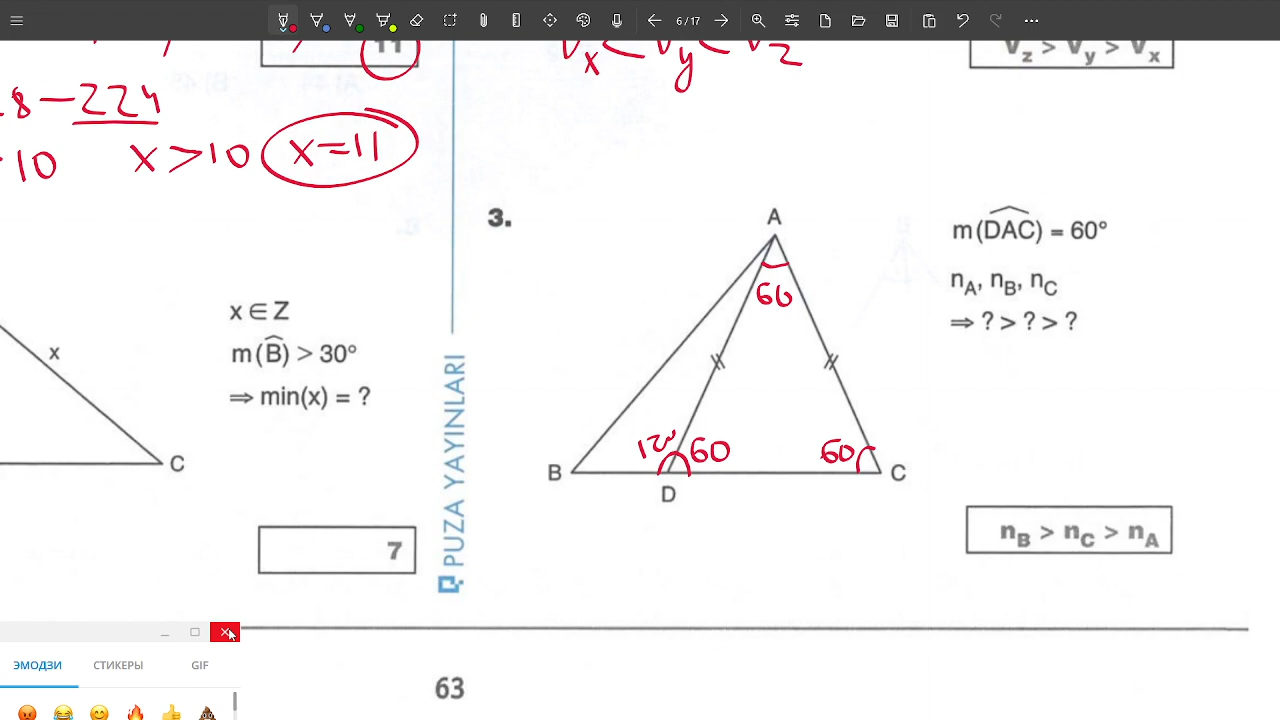 6 / 17
11
V_x < V_y < V_z
V_z > V_y > V_x
28 - 224
10 x > 10 x = 11
x
C
x ∈ Z
m(B̂) > 30°
⇒ min(x) = ?
7
PUZA YAYINLARI
3.
A
60
120 60 60
B D C
m(DAC) = 60°
n_A, n_B, n_C
⇒ ? > ? > ?
n_B > n_C > n_A
63
ЭМОДЗИ СТИКЕРЫ GIF